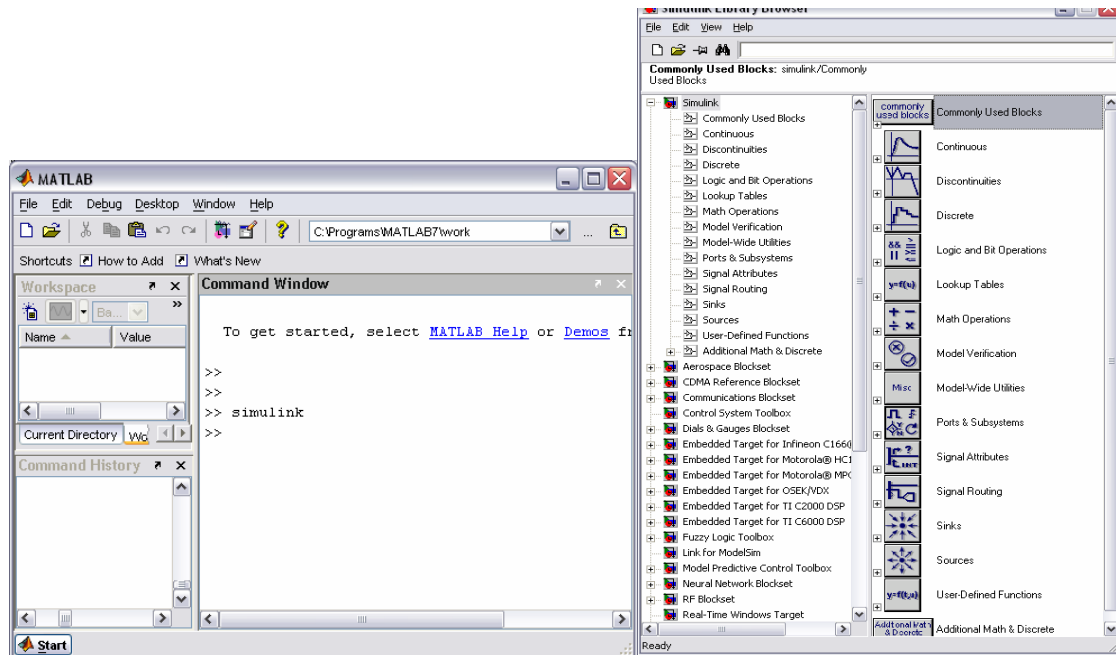 MATLAB
File Edit Debug Desktop Window Help
C:\Programs\MATLAB7\work
...
Shortcuts How to Add What's New
Workspace
Ba...
Name Value
Current Directory
Command History
Command Window
To get started, select MATLAB Help or Demos
>>
>>
>> simulink
>>
Start
Simulink Library Browser
File Edit View Help
Commonly Used Blocks: simulink/Commonly
Used Blocks
Simulink
Commonly Used Blocks
Continuous
Discontinuities
Discrete
Logic and Bit Operations
Lookup Tables
Math Operations
Model Verification
Model-Wide Utilities
Ports & Subsystems
Signal Attributes
Signal Routing
Sinks
Sources
User-Defined Functions
Additional Math & Discrete
Aerospace Blockset
CDMA Reference Blockset
Communications Blockset
Control System Toolbox
Dials & Gauges Blockset
Embedded Target for Infineon C166
Embedded Target for Motorola® HC1
Embedded Target for Motorola® MPC
Embedded Target for OSEK/VDX
Embedded Target for TI C2000 DSP
Embedded Target for TI C6000 DSP
Fuzzy Logic Toolbox
Link for ModelSim
Model Predictive Control Toolbox
Neural Network Blockset
RF Blockset
Real-Time Windows Target
commonly
used blocks
Commonly Used Blocks
Continuous
Discontinuities
Discrete
Logic and Bit Operations
y=f(u) Lookup Tables
Math Operations
Model Verification
Misc Model-Wide Utilities
Ports & Subsystems
Signal Attributes
Signal Routing
Sinks
Sources
y=f(t,u) User-Defined Functions
Additional Math
& Discrete
Additional Math & Discrete
Ready